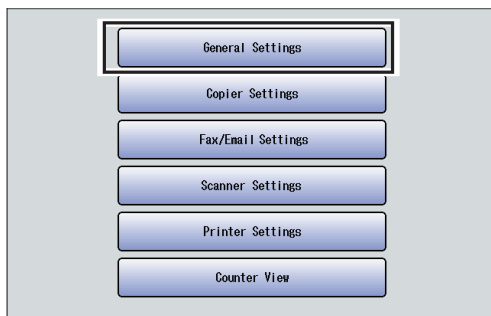 General Settings
Copier Settings
Fax/Email Settings
Scanner Settings
Printer Settings
Counter View